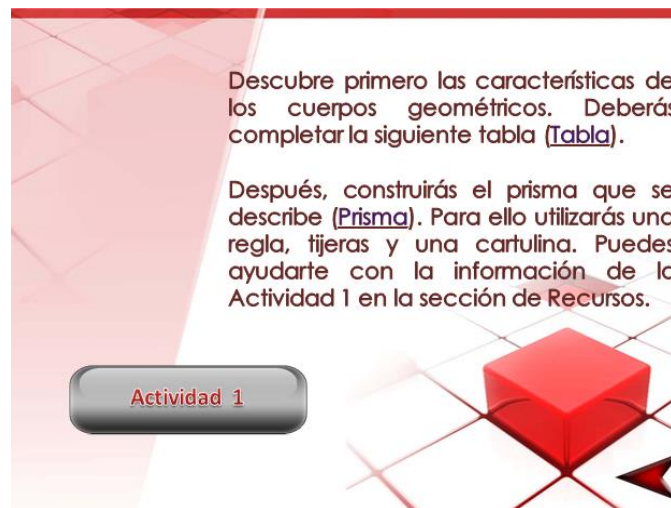 Descubre primero las características de
los cuerpos geométricos. Deberás
completar la siguiente tabla (Tabla).
Después, construirás el prisma que se
describe (Prisma). Para ello utilizarás una
regla, tijeras y una cartulina. Puedes
ayudarte con la información de la
Actividad 1 en la sección de Recursos.
Actividad 1